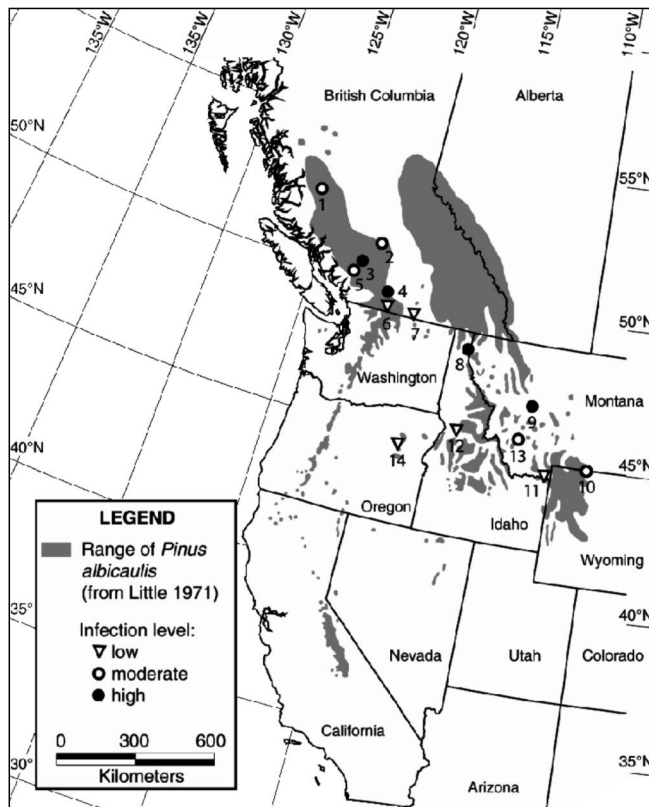 135°W
135°W
130°W
125°W
120°W
115°W
110°W
British Columbia
Alberta
50°N
55°N
1
2
3
5
4
45°N
6
7
50°N
8
Washington
Montana
9
12
13
14
40°N
45°N
11
10
Oregon
Idaho
Wyoming
LEGEND
Range of Pinus
albicaulis
(from Little 1971)
35°
40°N
Infection level:
low
moderate
high
Nevada
Utah
Colorado
0 300 600
Kilometers
California
30°
35°N
Arizona